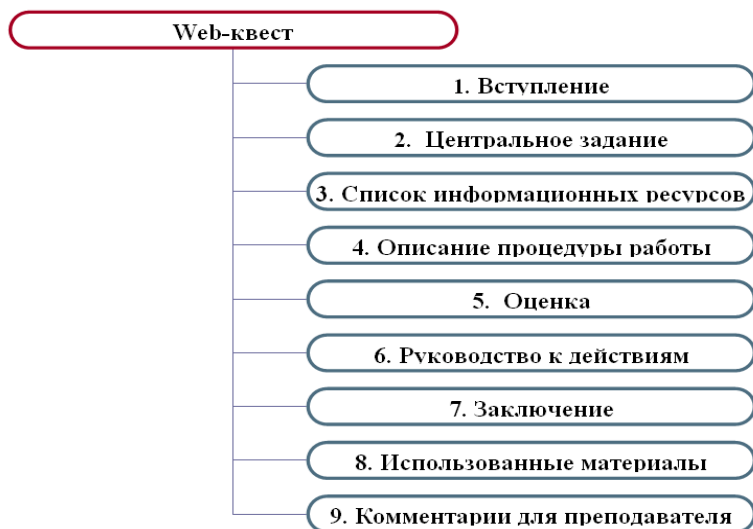 Web-квест
1. Вступление
2. Центральное задание
3. Список информационных ресурсов
4. Описание процедуры работы
5. Оценка
6. Руководство к действиям
7. Заключение
8. Использованные материалы
9. Комментарии для преподавателя